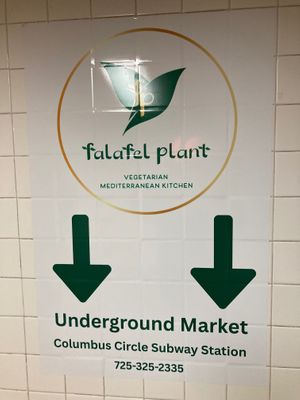 falafel plant
VEGETARIAN
MEDITERRANEAN KITCHEN
Underground Market
Columbus Circle Subway Station
725-325-2335